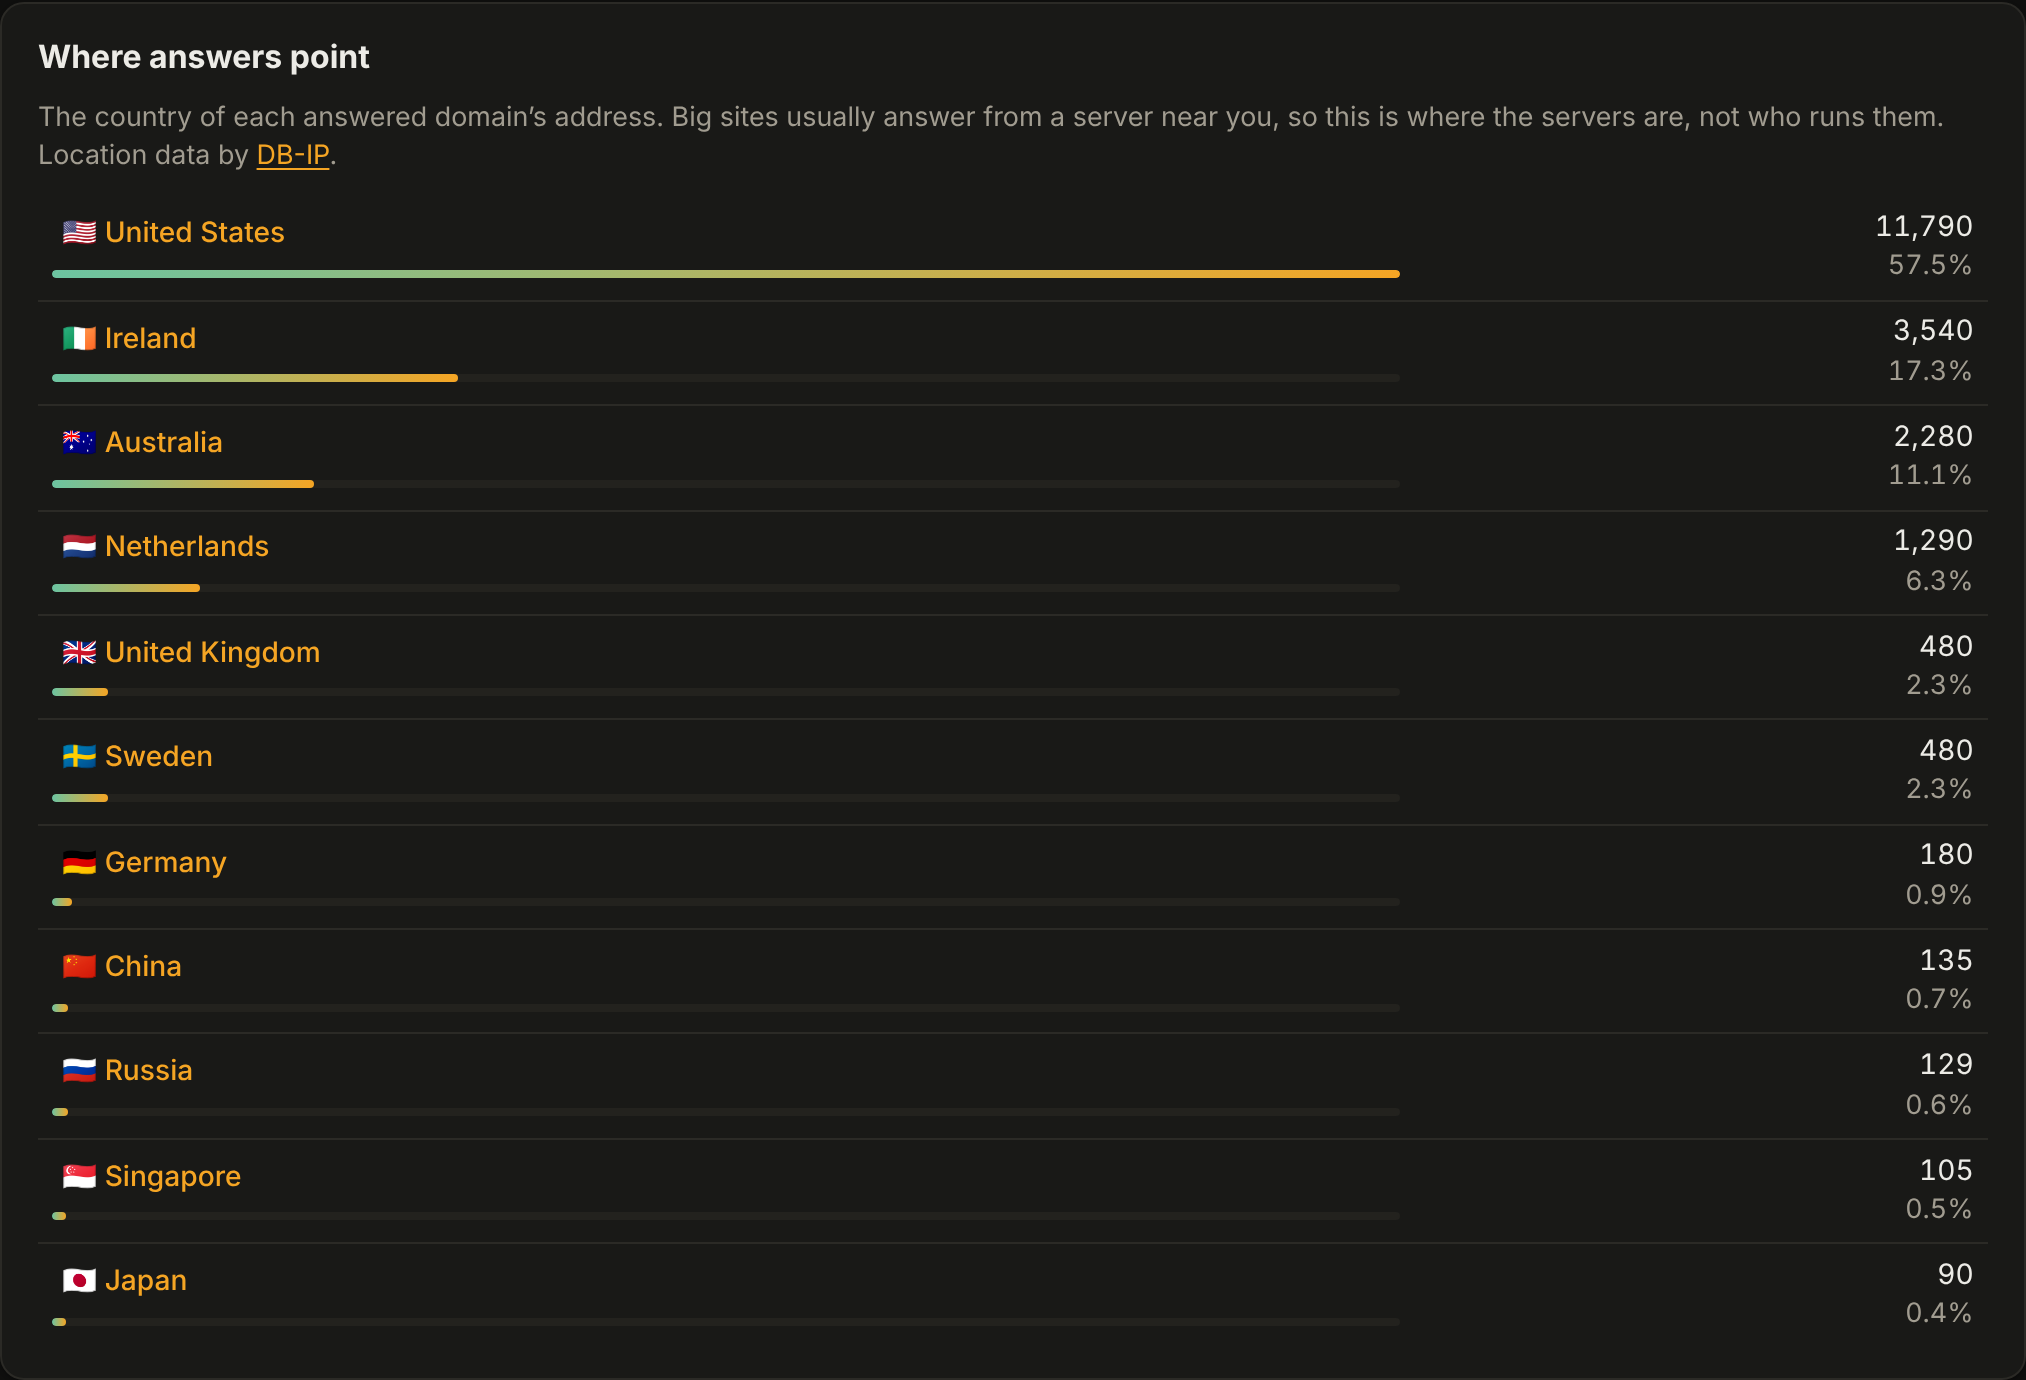 Where answers point
The country of each answered domain’s address. Big sites usually answer from a server near you, so this is where the servers are, not who runs them.
Location data by DB-IP.
United States
11,790
57.5%
Ireland
3,540
17.3%
Australia
2,280
11.1%
Netherlands
1,290
6.3%
United Kingdom
480
2.3%
Sweden
480
2.3%
Germany
180
0.9%
China
135
0.7%
Russia
129
0.6%
Singapore
105
0.5%
Japan
90
0.4%